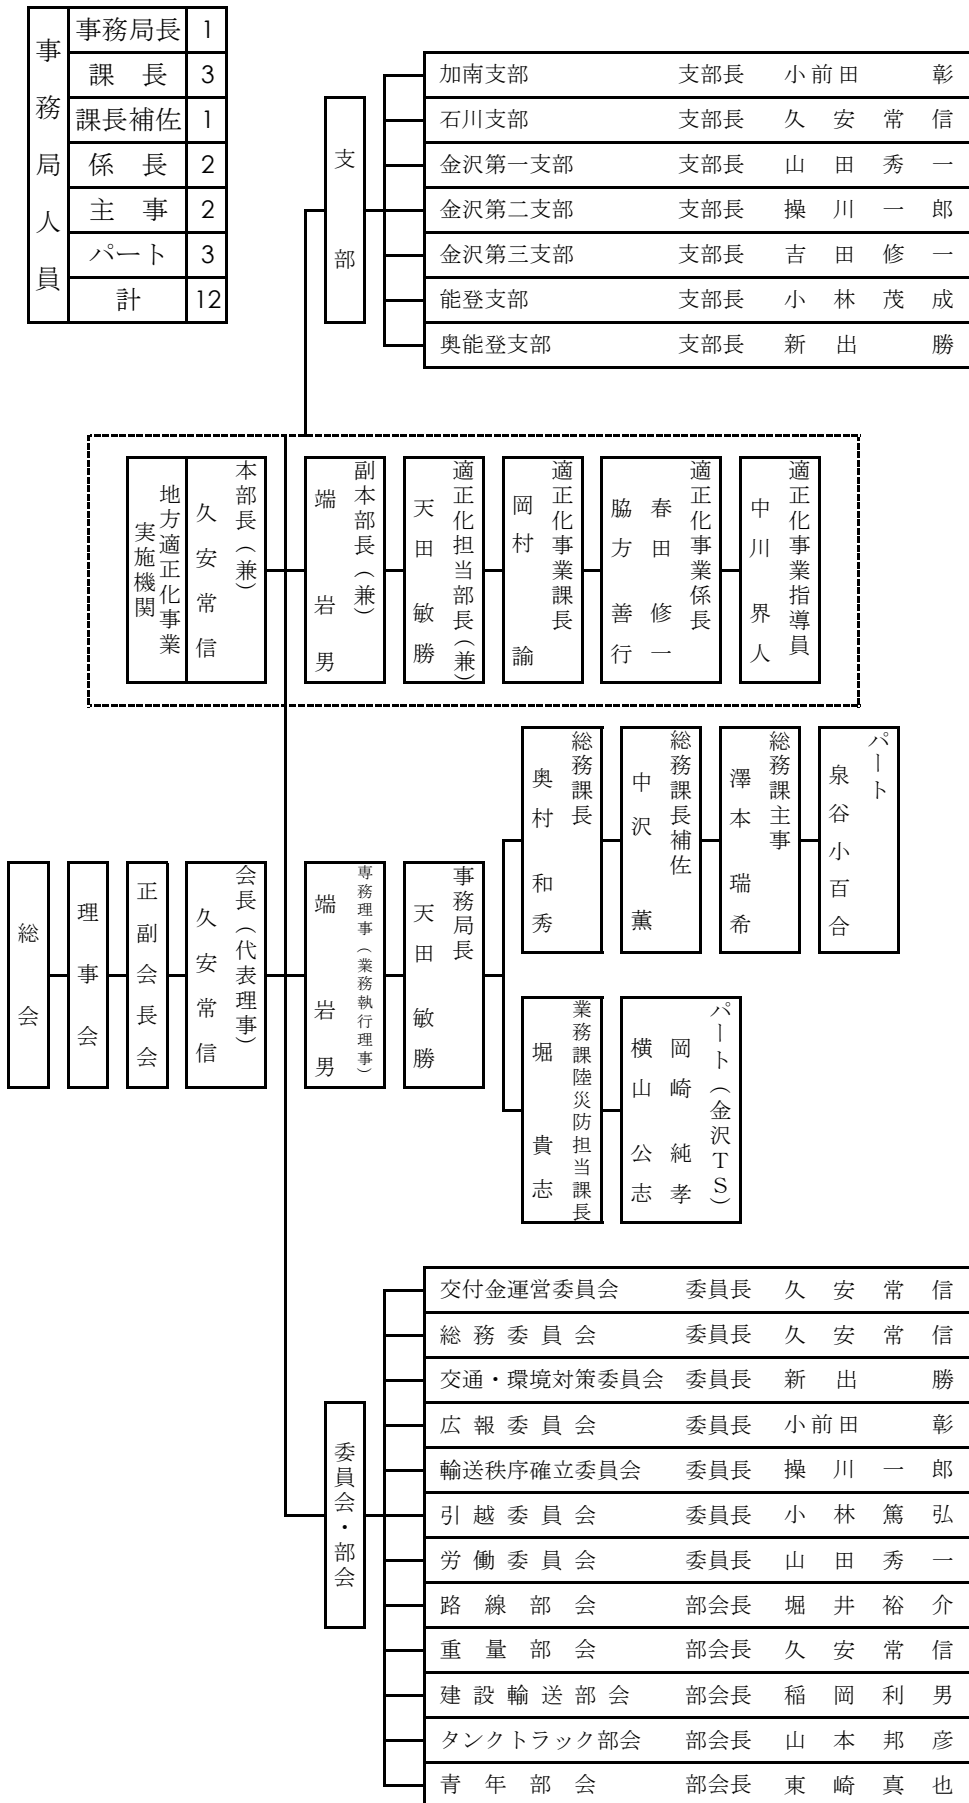 事務局人員
事務局長 1
課長 3
課長補佐 1
係長 2
主事 2
パート 3
計 12
支部
加南支部 支部長 小前田 彰
石川支部 支部長 久安常信
金沢第一支部 支部長 山田秀一
金沢第二支部 支部長 操川一郎
金沢第三支部 支部長 吉田修一
能登支部 支部長 小林茂成
奥能登支部 支部長 新出 勝
地方適正化事業
実施機関
本部長(兼)
久安常信
副本部長(兼)
端 岩男
適正化担当部長(兼)
天田 敏勝
適正化事業課長
岡村 諭
適正化事業係長
春田 修一
脇方 善行
適正化事業指導員
中川 界人
総務課長
奥村 和秀
総務課長補佐
中沢 薫
総務課主事
澤本 瑞希
パート
泉谷小百合
総会
理事会
正副会長会
会長(代表理事)
久安常信
専務理事(業務執行理事)
端 岩男
事務局長
天田 敏勝
業務課陸災防担当課長
堀 貴志
パート(金沢TS)
岡崎 純孝
横山 公志
委員会・部会
交付金運営委員会 委員長 久安常信
総務委員会 委員長 久安常信
交通・環境対策委員会 委員長 新出 勝
広報委員会 委員長 小前田 彰
輸送秩序確立委員会 委員長 操川一郎
引越委員会 委員長 小林篤弘
労働委員会 委員長 山田秀一
路線部会 部会長 堀井裕介
重量部会 部会長 久安常信
建設輸送部会 部会長 稲岡利男
タンクトラック部会 部会長 山本邦彦
青年部会 部会長 東崎真也